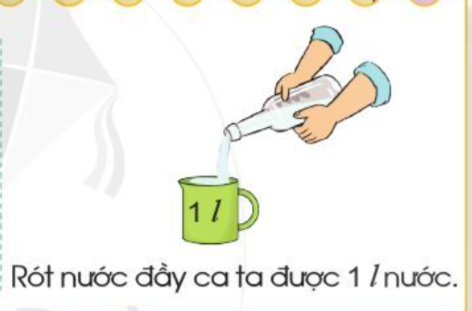 1 l
Rót nước đầy ca ta được 1 l nước.